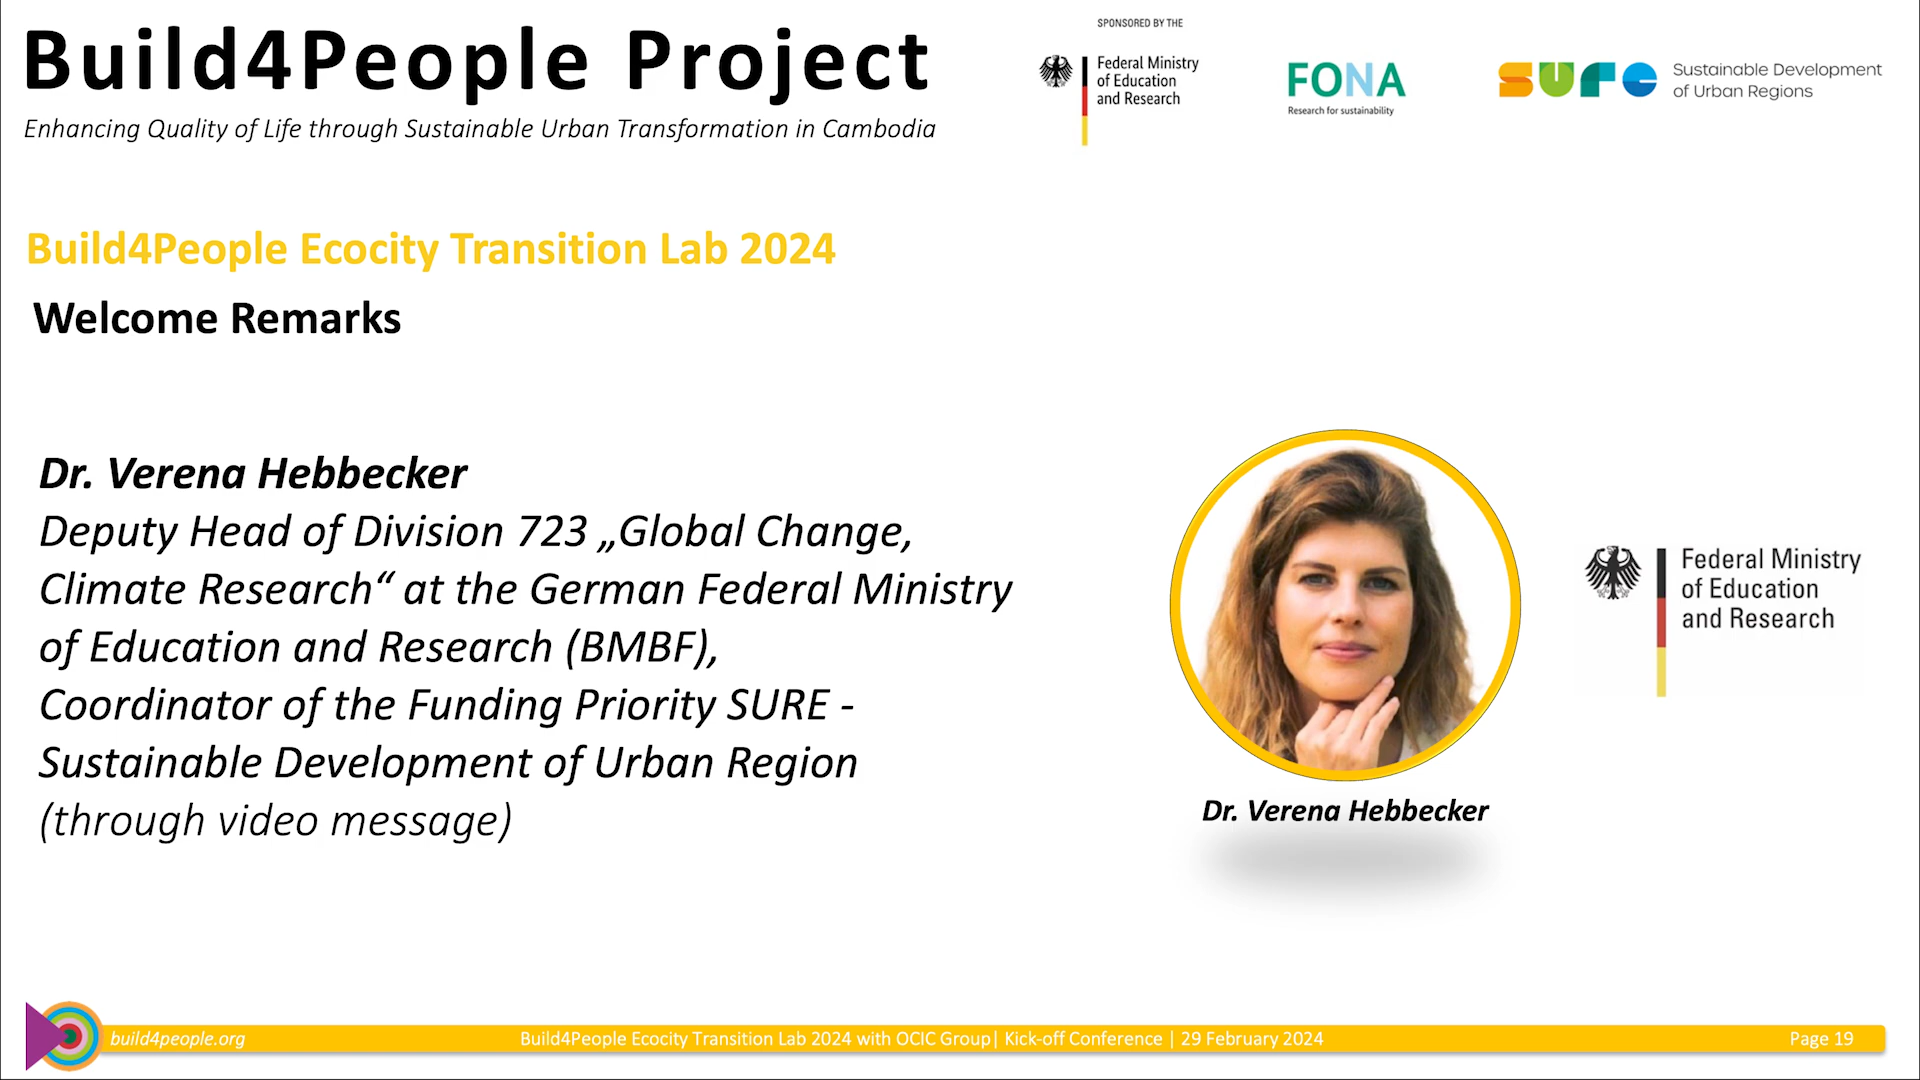 Build4People Project
Enhancing Quality of Life through Sustainable Urban Transformation in Cambodia
SPONSORED BY THE
Federal Ministry
of Education
and Research
FONA
Research for sustainability
SURE
Sustainable Development
of Urban Regions
Build4People Ecocity Transition Lab 2024
Welcome Remarks
Dr. Verena Hebbecker
Deputy Head of Division 723 „Global Change,
Climate Research“ at the German Federal Ministry
of Education and Research (BMBF),
Coordinator of the Funding Priority SURE -
Sustainable Development of Urban Region
(through video message)
Dr. Verena Hebbecker
Federal Ministry
of Education
and Research
build4people.org
Build4People Ecocity Transition Lab 2024 with OCIC Group| Kick-off Conference | 29 February 2024
Page 19